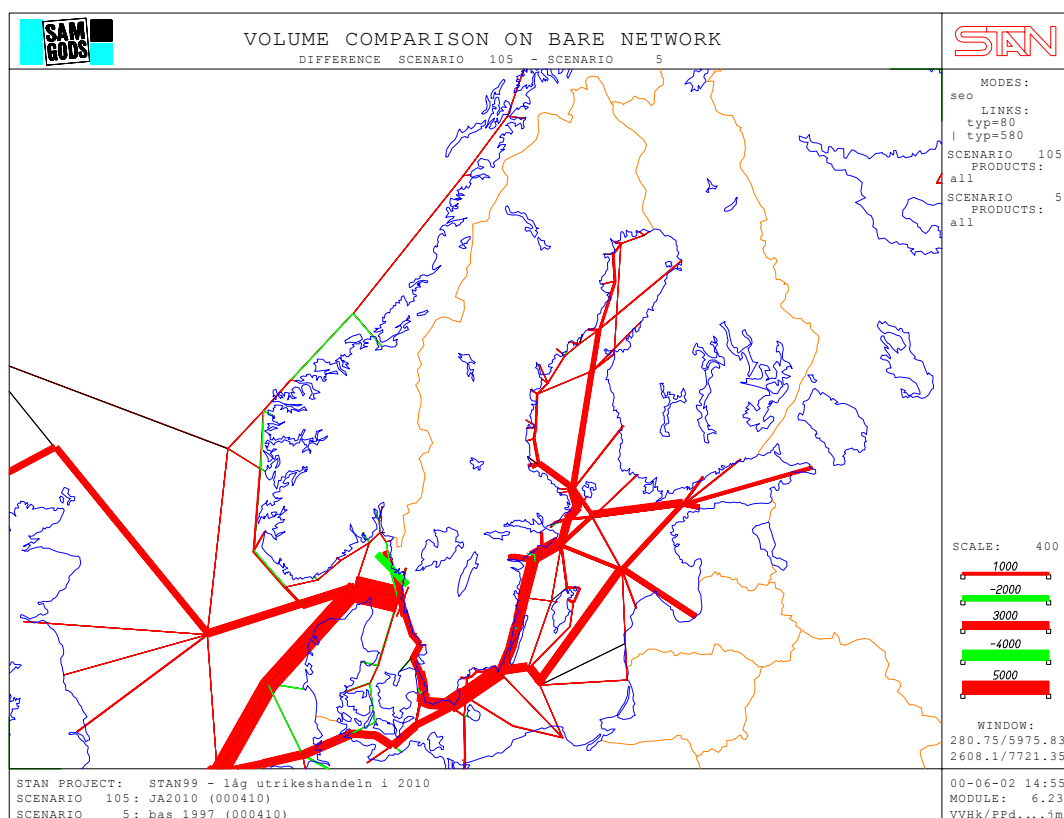 SAM
GODS
VOLUME COMPARISON ON BARE NETWORK
DIFFERENCE SCENARIO 105 - SCENARIO 5
STAN
MODES:
seo
LINKS:
typ=80
| typ=580
SCENARIO 105
PRODUCTS:
all
SCENARIO 5
PRODUCTS:
all
SCALE: 400
1000
-2000
3000
-4000
5000
WINDOW:
280.75/5975.83
2608.1/7721.35
STAN PROJECT: STAN99 - låg utrikeshandeln i 2010
SCENARIO 105: JA2010 (000410)
SCENARIO 5: bas 1997 (000410)
00-06-02 14:55
MODULE: 6.23
VVHk/PPd....jm